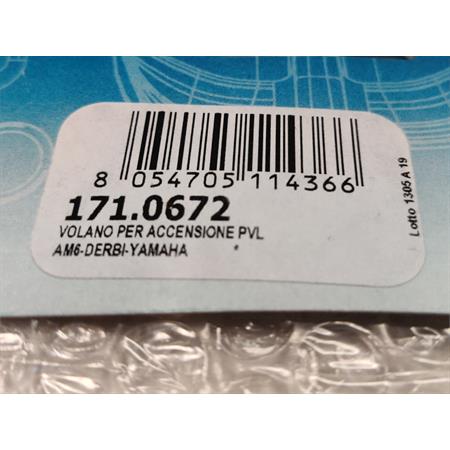 8 054705 114366
171.0672
VOLANO PER ACCENSIONE PVL
AM6-DERBI-YAMAHA
Lotto 1305 A 19